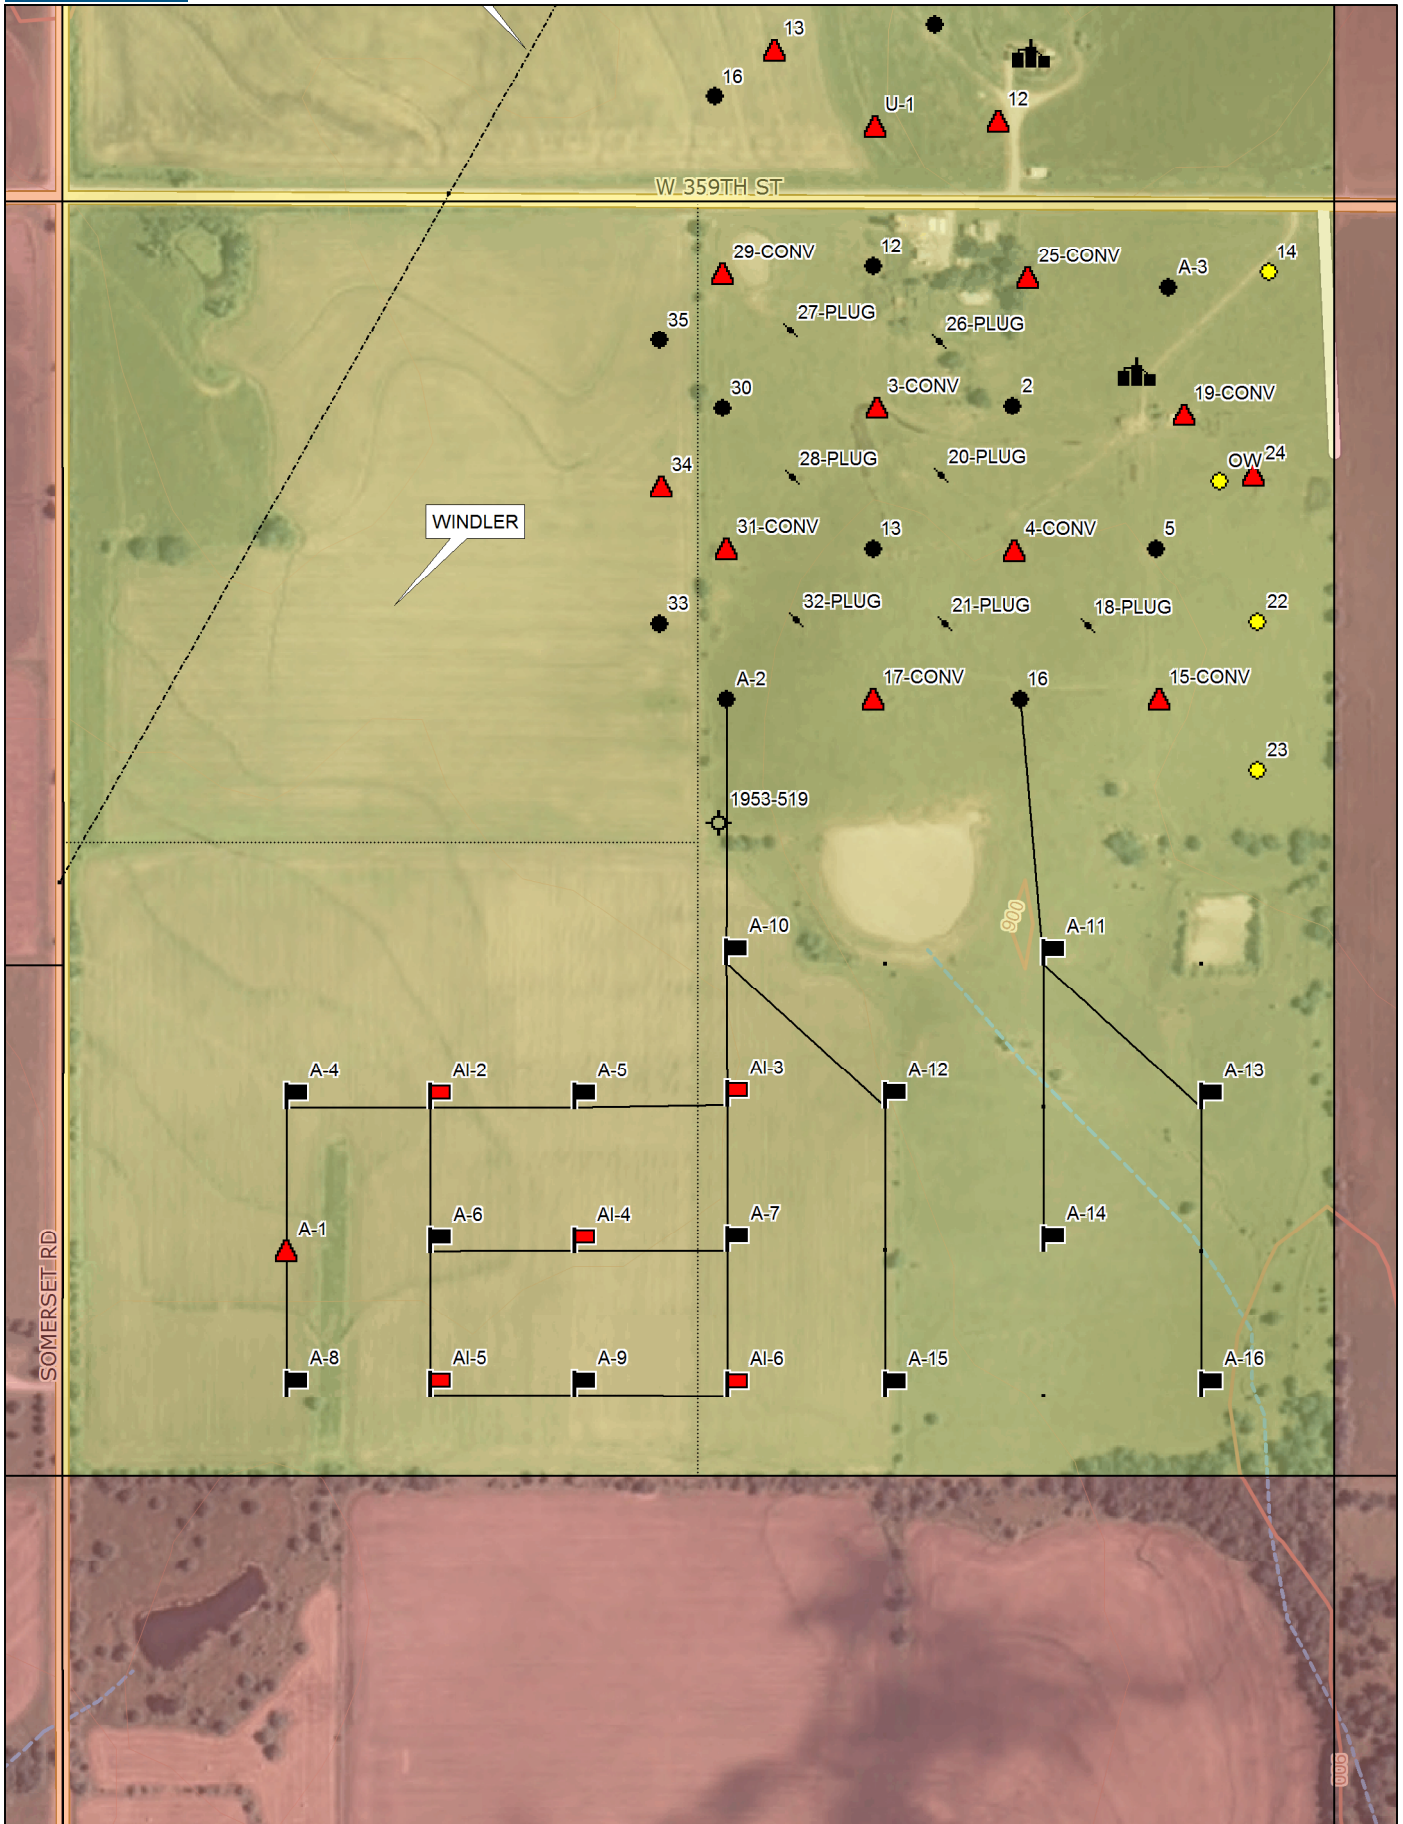 13
16
U-1
12
W 359TH ST
29-CONV
12
25-CONV
A-3
14
27-PLUG
26-PLUG
35
30
3-CONV
2
19-CONV
34
28-PLUG
20-PLUG
OW
24
WINDLER
31-CONV
13
4-CONV
5
33
32-PLUG
21-PLUG
18-PLUG
22
A-2
17-CONV
16
15-CONV
23
1953-519
A-10
900
A-11
A-4
AI-2
A-5
AI-3
A-12
A-13
A-1
A-6
AI-4
A-7
A-14
SOMERSET RD
A-8
AI-5
A-9
AI-6
A-15
A-16
900